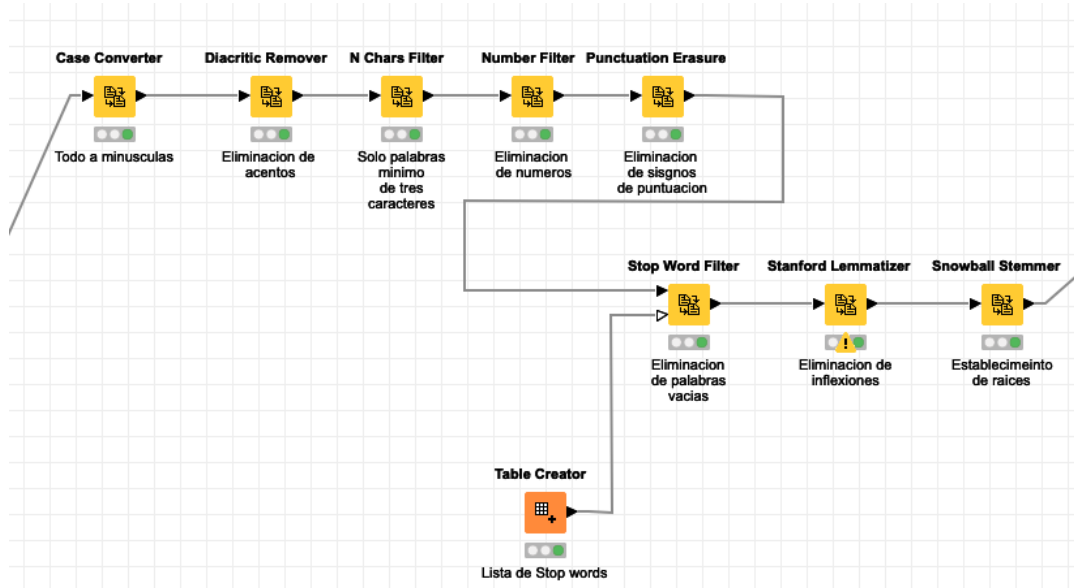 Case Converter
Diacritic Remover
N Chars Filter
Number Filter
Punctuation Erasure
Todo a minusculas
Eliminacion de
acentos
Solo palabras
minimo
de tres
caracteres
Eliminacion
de numeros
Eliminacion
de sisgnos
de puntuacion
Stop Word Filter
Stanford Lemmatizer
Snowball Stemmer
!
Eliminacion
de palabras
vacias
Eliminacion de
inflexiones
Establecimeinto
de raices
Table Creator
Lista de Stop words